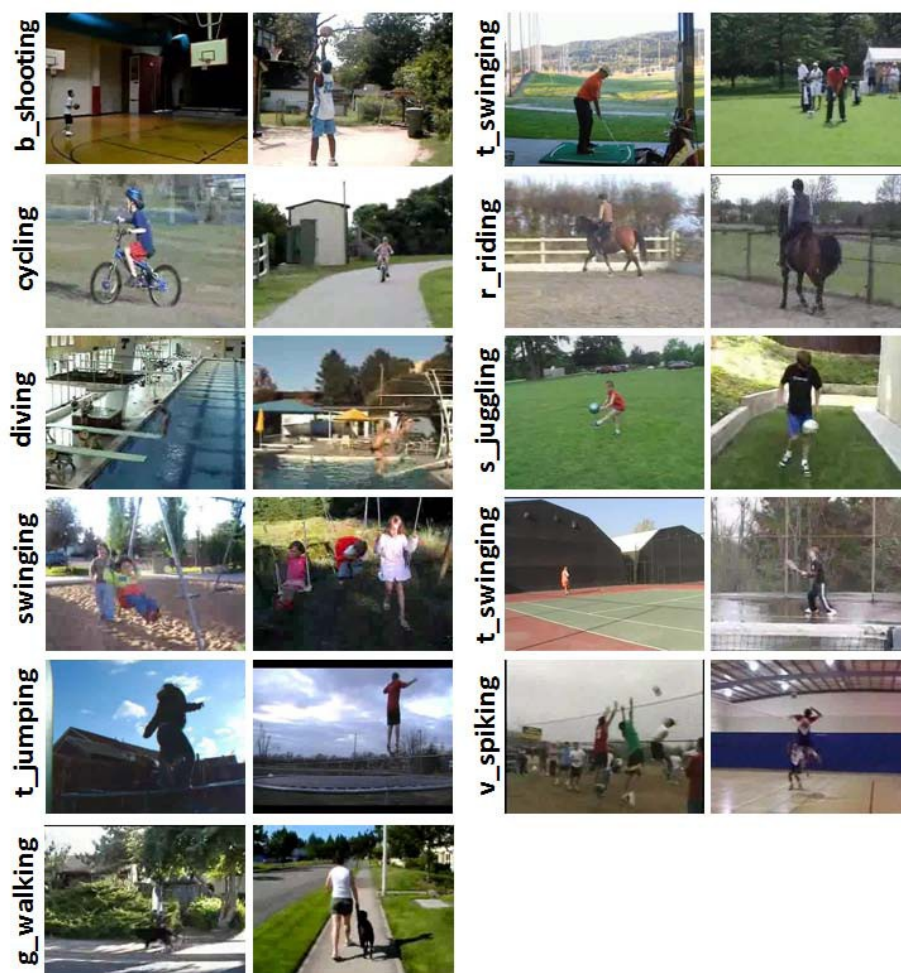 b_shooting
t_swinging
cycling
r_riding
diving
s_juggling
swinging
t_swinging
t_jumping
v_spiking
g_walking